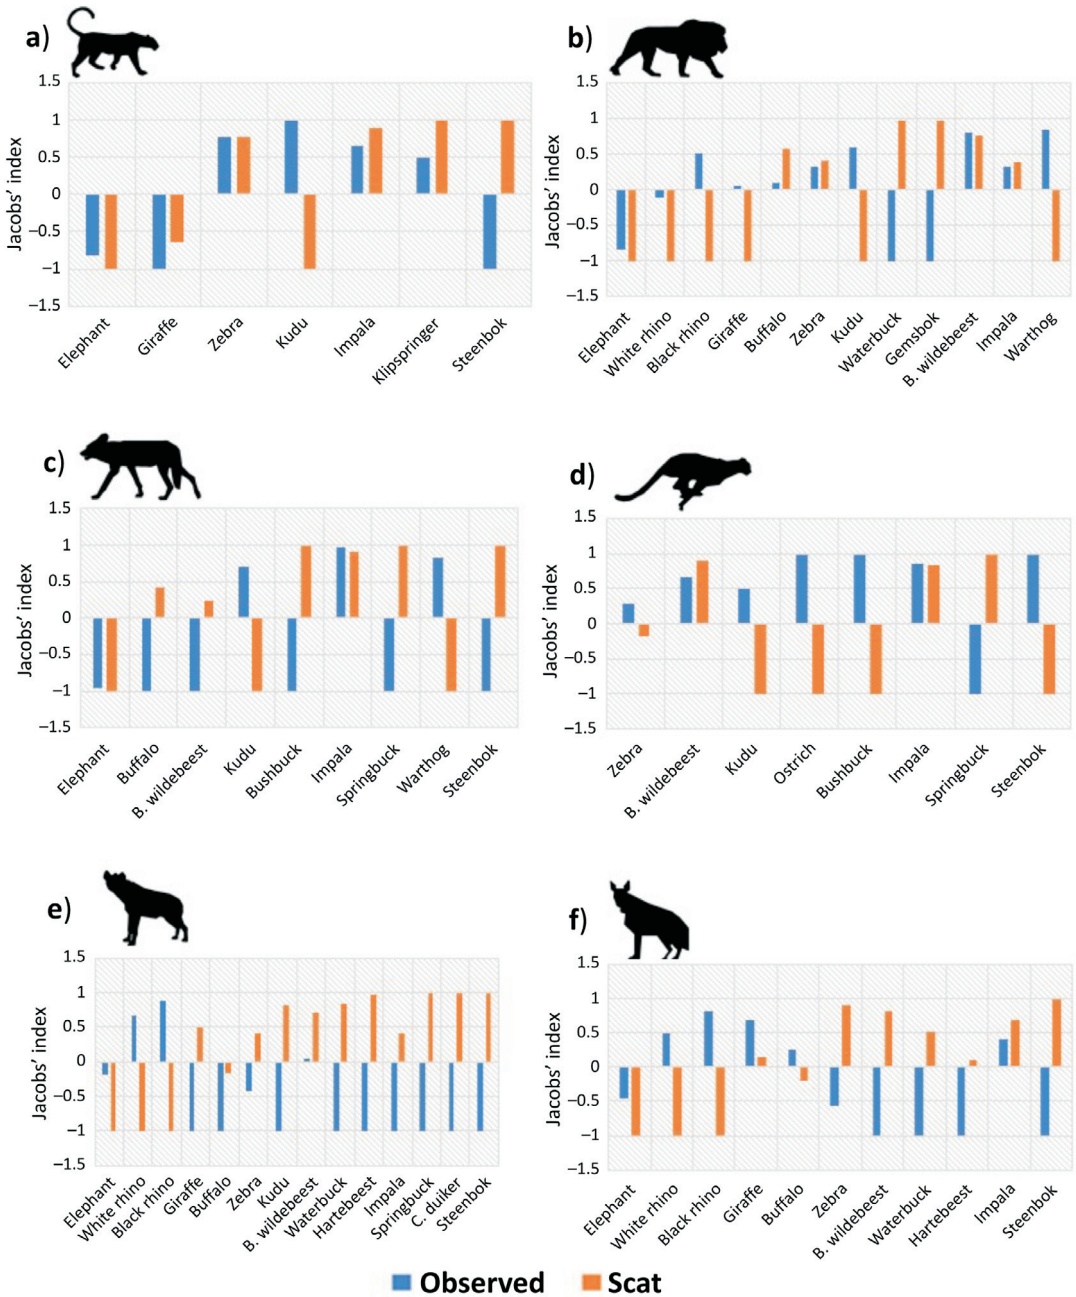 a)
1.5
1
0.5
0
−0.5
−1
−1.5
Jacobs’ index
Elephant
Giraffe
Zebra
Kudu
Impala
Klipspringer
Steenbok
b)
1.5
1
0.5
0
−0.5
−1
−1.5
Jacobs’ index
Elephant
White rhino
Black rhino
Giraffe
Buffalo
Zebra
Kudu
Waterbuck
Gemsbok
B. wildebeest
Impala
Warthog
c)
1.5
1
0.5
0
−0.5
−1
−1.5
Jacobs’ index
Elephant
Buffalo
B. wildebeest
Kudu
Bushbuck
Impala
Springbuck
Warthog
Steenbok
d)
1.5
1
0.5
0
−0.5
−1
−1.5
Jacobs’ index
Zebra
B. wildebeest
Kudu
Ostrich
Bushbuck
Impala
Springbuck
Steenbok
e)
1.5
1
0.5
0
−0.5
−1
−1.5
Jacobs’ index
Elephant
White rhino
Black rhino
Giraffe
Buffalo
Zebra
Kudu
B. wildebeest
Waterbuck
Hartebeest
Impala
Springbuck
C. duiker
Steenbok
f)
1.5
1
0.5
0
−0.5
−1
−1.5
Jacobs’ index
Elephant
White rhino
Black rhino
Giraffe
Buffalo
Zebra
B. wildebeest
Waterbuck
Hartebeest
Impala
Steenbok
Observed Scat